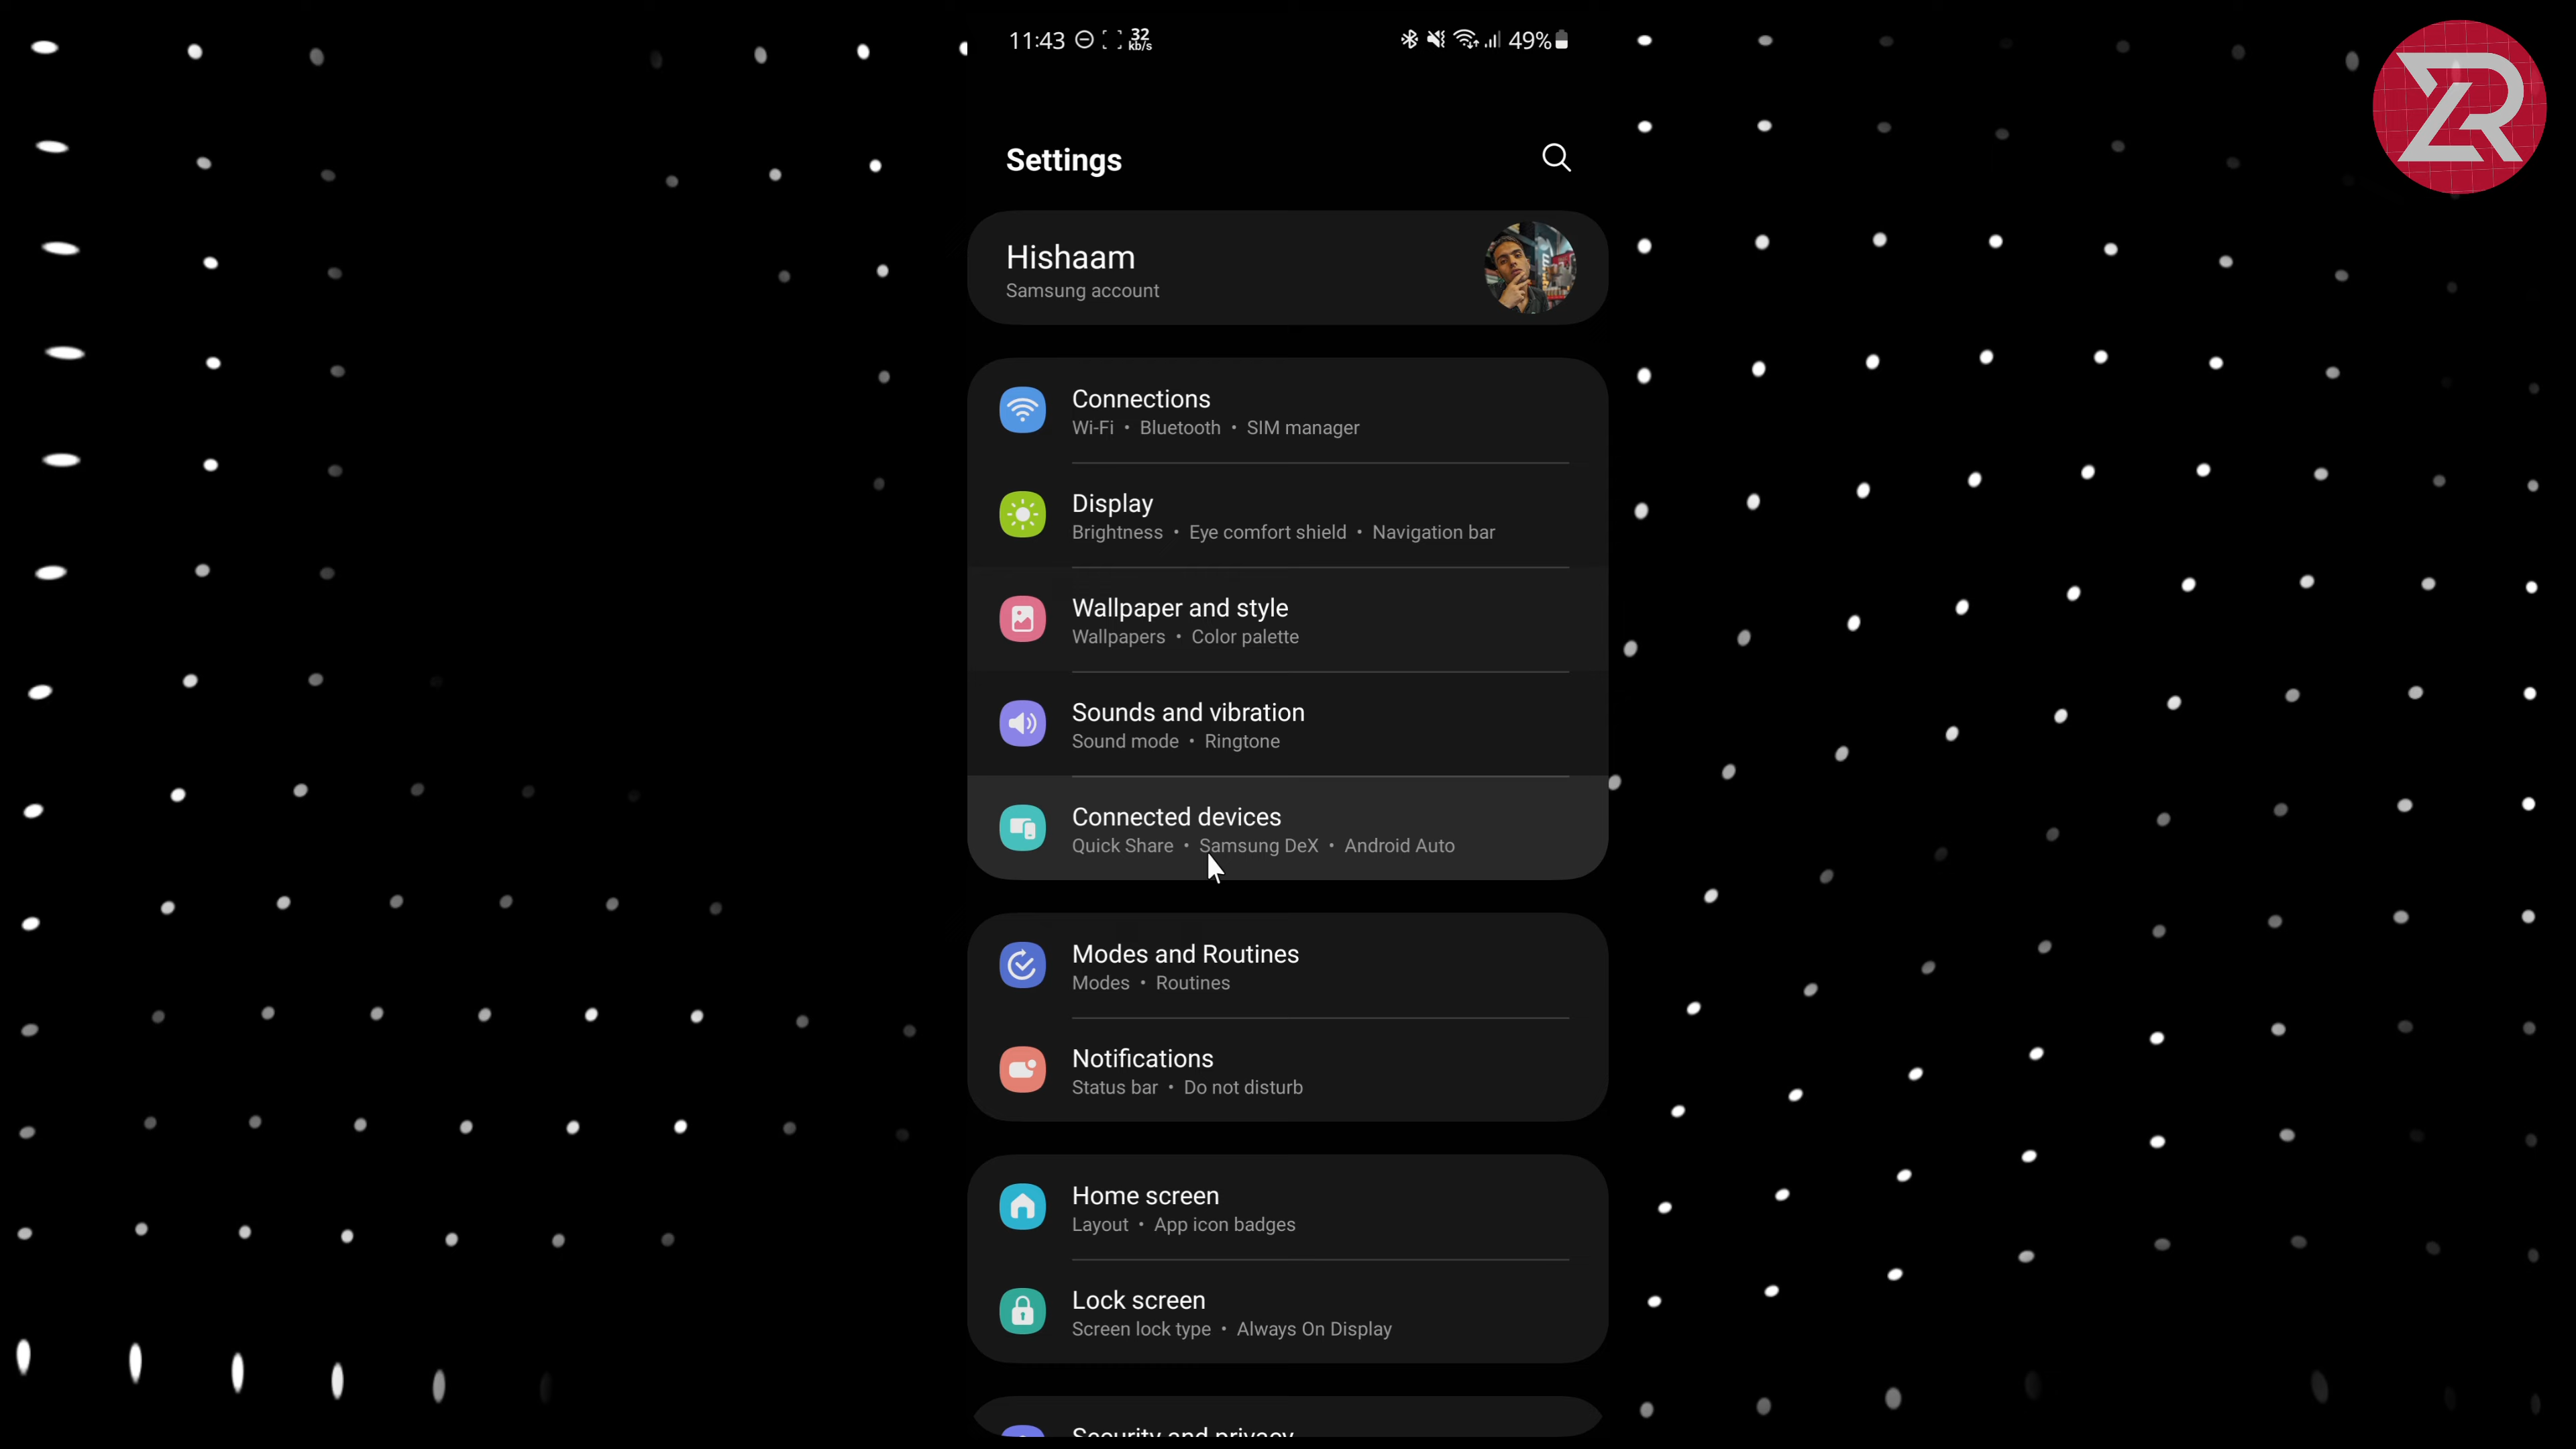 11:43 32 kb/s 49%
Settings
Hishaam
Samsung account
Connections
Wi-Fi • Bluetooth • SIM manager
Display
Brightness • Eye comfort shield • Navigation bar
Wallpaper and style
Wallpapers • Color palette
Sounds and vibration
Sound mode • Ringtone
Connected devices
Quick Share • Samsung DeX • Android Auto
Modes and Routines
Modes • Routines
Notifications
Status bar • Do not disturb
Home screen
Layout • App icon badges
Lock screen
Screen lock type • Always On Display
Security and privacy